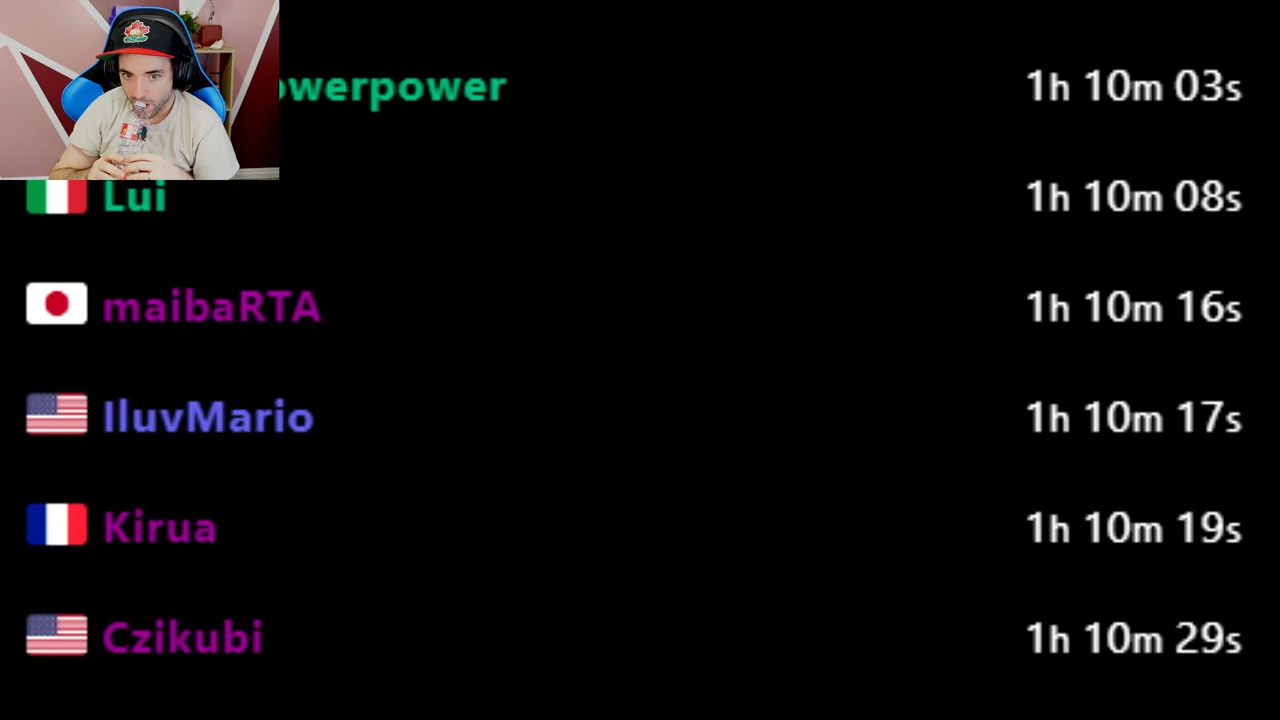 owerpower 1h 10m 03s
Lui 1h 10m 08s
maibaRTA 1h 10m 16s
IluvMario 1h 10m 17s
Kirua 1h 10m 19s
Czikubi 1h 10m 29s